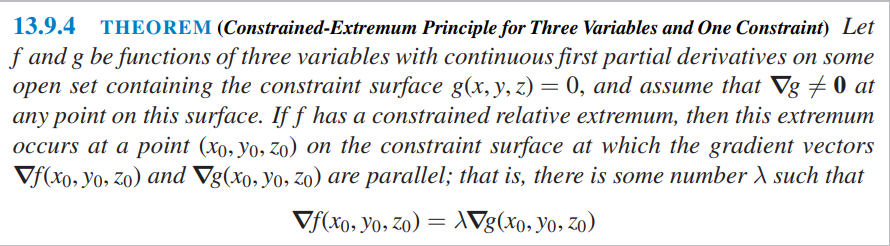 13.9.4 THEOREM (Constrained-Extremum Principle for Three Variables and One Constraint) Let
f and g be functions of three variables with continuous first partial derivatives on some
open set containing the constraint surface g(x, y, z) = 0, and assume that ∇g ≠ 0 at
any point on this surface. If f has a constrained relative extremum, then this extremum
occurs at a point (x₀, y₀, z₀) on the constraint surface at which the gradient vectors
∇f(x₀, y₀, z₀) and ∇g(x₀, y₀, z₀) are parallel; that is, there is some number λ such that
∇f(x₀, y₀, z₀) = λ∇g(x₀, y₀, z₀)